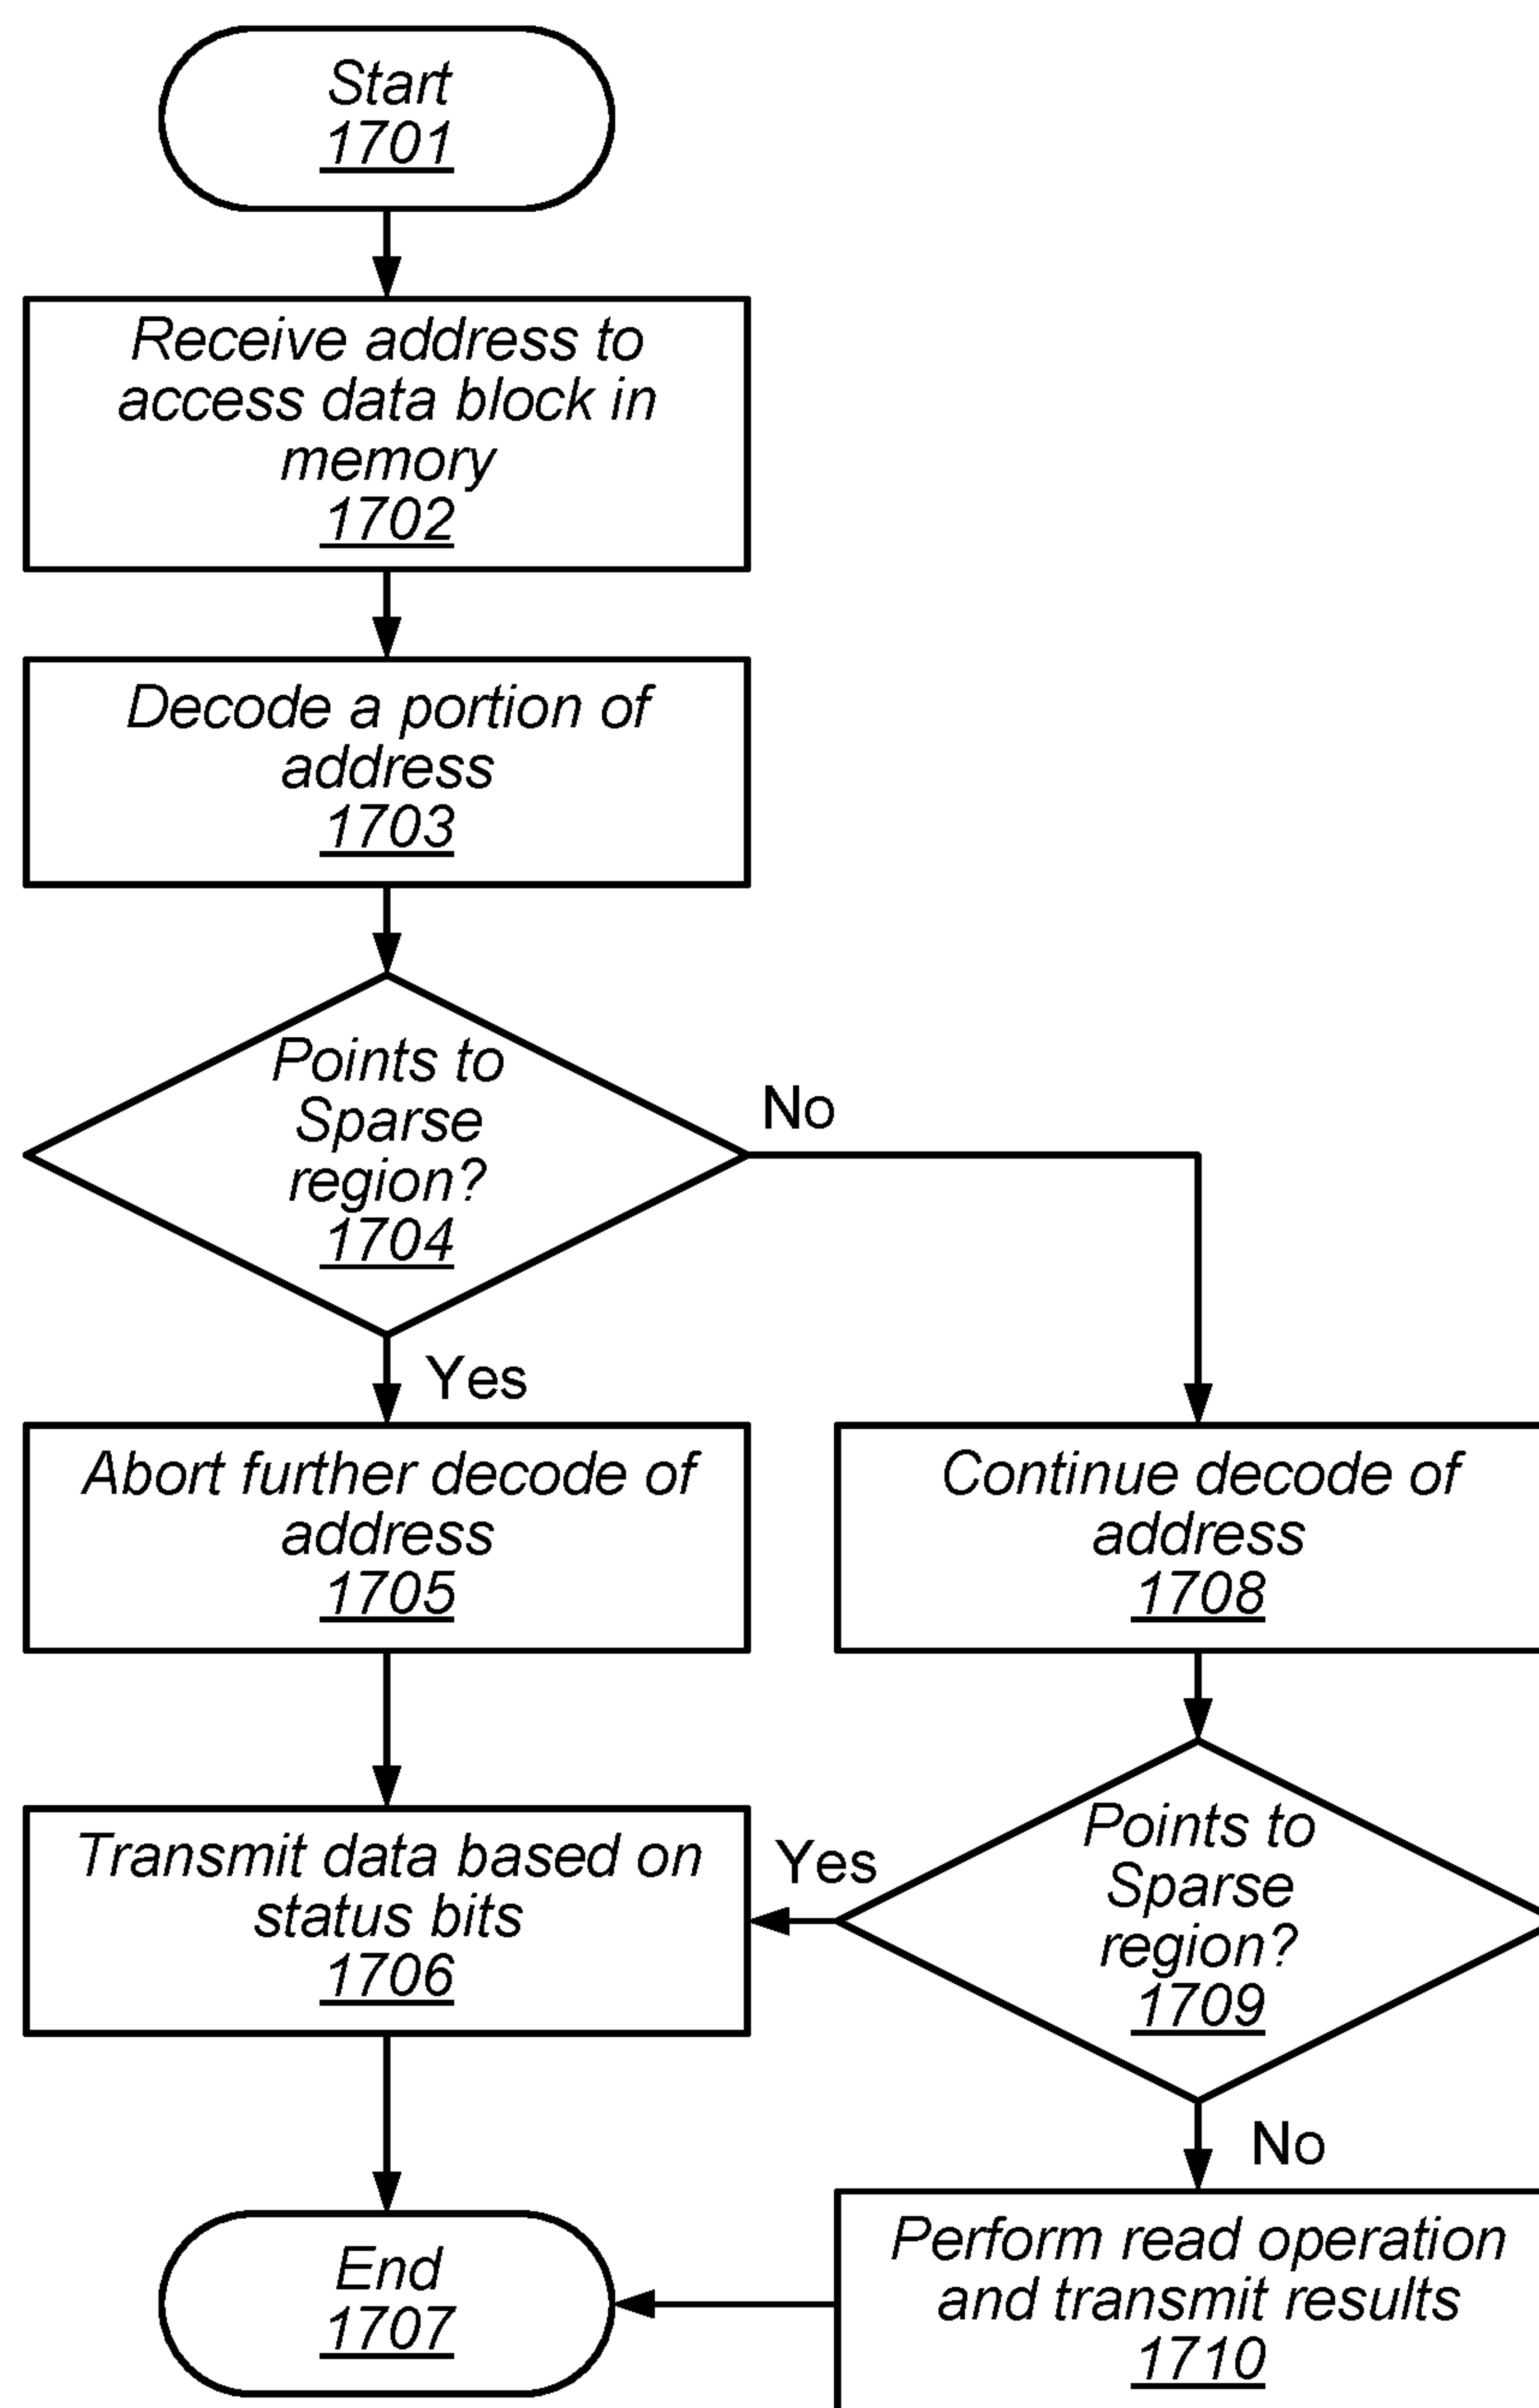 Start
1701
Receive address to
access data block in
memory
1702
Decode a portion of
address
1703
Points to
Sparse
region?
1704
No
Yes
Abort further decode of
address
1705
Continue decode of
address
1708
Transmit data based on
status bits
1706
Yes
Points to
Sparse
region?
1709
No
End
1707
Perform read operation
and transmit results
1710